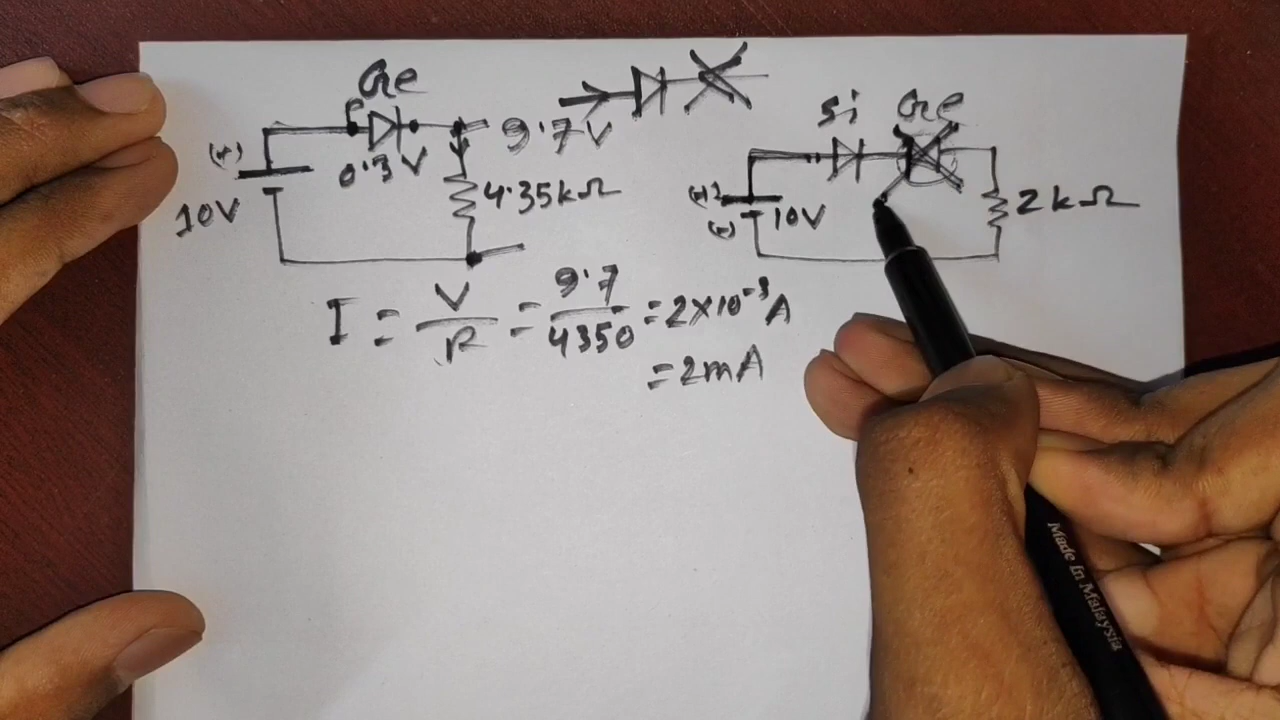 Ge
9.7V
(+)
0.3V
4.35kΩ
10V
Si Ge
(+)
(-)
10V
2kΩ
I = V/R = 9.7/4350 = 2×10⁻³A
= 2mA
Made In Malaysia